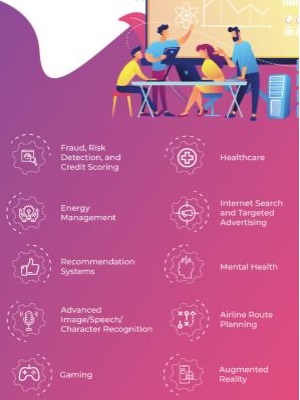 Fraud, Risk
Detection, and
Credit Scoring
Healthcare
Energy
Management
Internet Search
and Targeted
Advertising
Recommendation
Systems
Mental Health
Advanced
Image/Speech/
Character Recognition
Airline Route
Planning
Gaming
Augmented
Reality